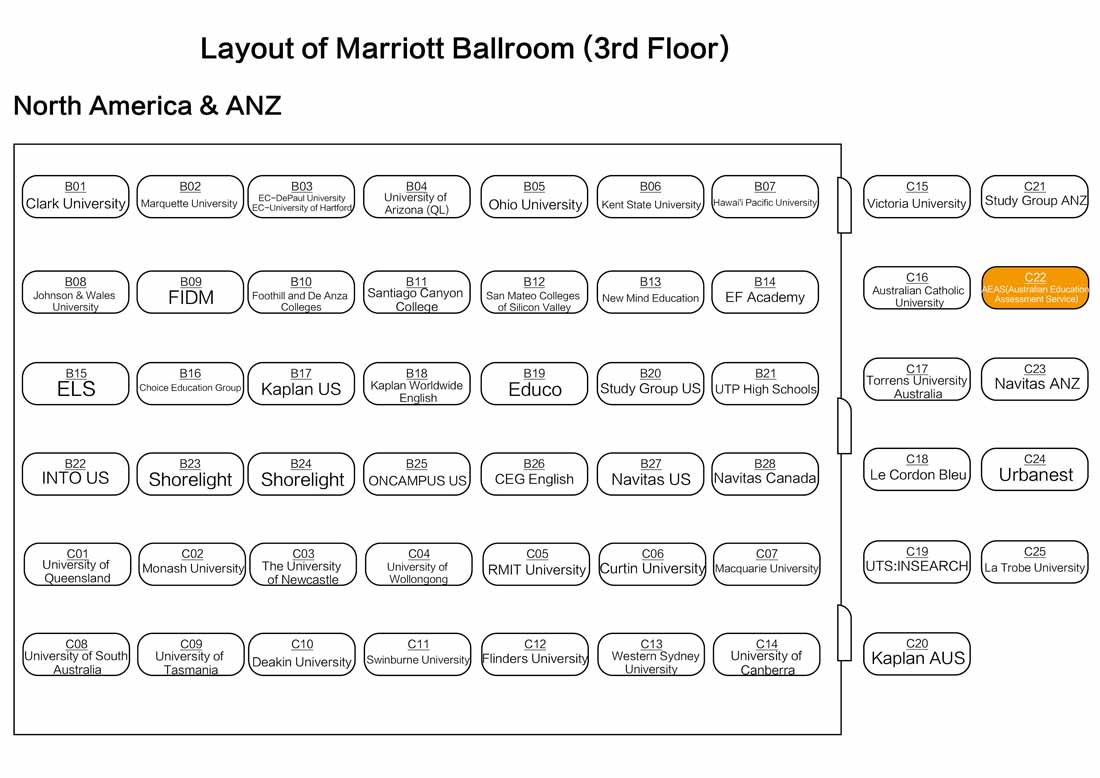 Layout of Marriott Ballroom (3rd Floor)
North America & ANZ
B01
Clark University
B02
Marquette University
B03
EC-DePaul University
EC-University of Hartford
B04
University of
Arizona (QL)
B05
Ohio University
B06
Kent State University
B07
Hawai'i Pacific University
C15
Victoria University
C21
Study Group ANZ
B08
Johnson & Wales
University
B09
FIDM
B10
Foothill and De Anza
Colleges
B11
Santiago Canyon
College
B12
San Mateo Colleges
of Silicon Valley
B13
New Mind Education
B14
EF Academy
C16
Australian Catholic
University
C22
AEAS(Australian Education
Assessment Service)
B15
ELS
B16
Choice Education Group
B17
Kaplan US
B18
Kaplan Worldwide
English
B19
Educo
B20
Study Group US
B21
UTP High Schools
C17
Torrens University
Australia
C23
Navitas ANZ
B22
INTO US
B23
Shorelight
B24
Shorelight
B25
ONCAMPUS US
B26
CEG English
B27
Navitas US
B28
Navitas Canada
C18
Le Cordon Bleu
C24
Urbanest
C01
University of
Queensland
C02
Monash University
C03
The University
of Newcastle
C04
University of
Wollongong
C05
RMIT University
C06
Curtin University
C07
Macquarie University
C19
UTS:INSEARCH
C25
La Trobe University
C08
University of South
Australia
C09
University of
Tasmania
C10
Deakin University
C11
Swinburne University
C12
Flinders University
C13
Western Sydney
University
C14
University of
Canberra
C20
Kaplan AUS